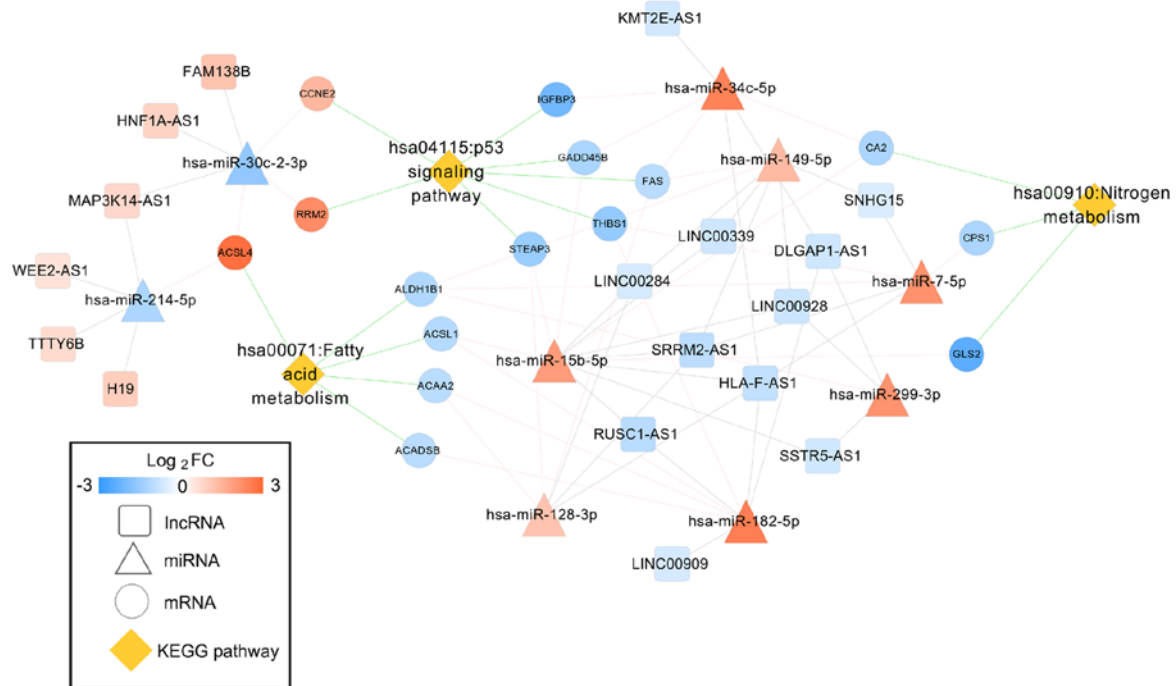 KMT2E-AS1
FAM138B
CCNE2
IGFBP3
hsa-miR-34c-5p
HNF1A-AS1
hsa-miR-30c-2-3p
hsa04115:p53
signaling
pathway
GADD45B
hsa-miR-149-5p
CA2
FAS
hsa00910:Nitrogen
metabolism
MAP3K14-AS1
RRM2
SNHG15
THBS1
LINC00339
CPS1
ACSL4
STEAP3
DLGAP1-AS1
WEE2-AS1
hsa-miR-214-5p
ALDH1B1
LINC00284
hsa-miR-7-5p
LINC00928
TTTY6B
ACSL1
hsa00071:Fatty
acid
metabolism
hsa-miR-15b-5p
SRRM2-AS1
GLS2
H19
ACAA2
HLA-F-AS1
hsa-miR-299-3p
RUSC1-AS1
ACADSB
SSTR5-AS1
hsa-miR-128-3p
hsa-miR-182-5p
LINC00909
Log 2 FC
-3 0 3
lncRNA
miRNA
mRNA
KEGG pathway